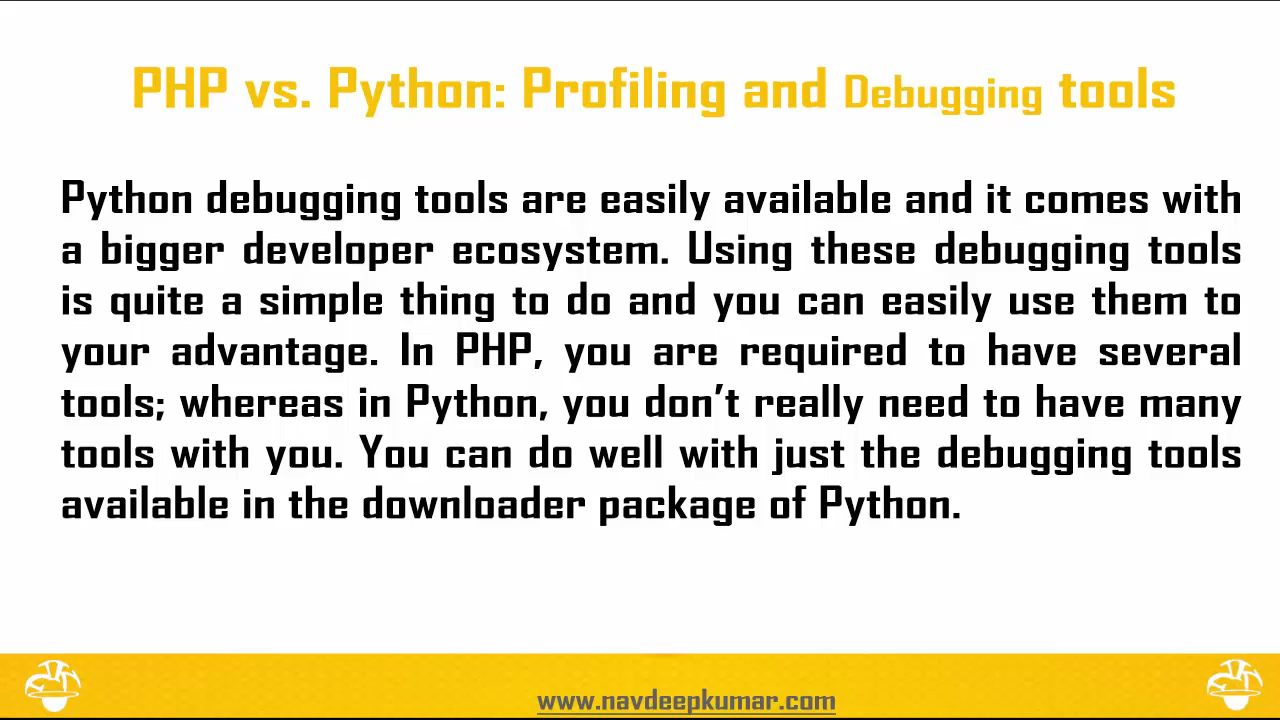 PHP vs. Python: Profiling and Debugging tools
Python debugging tools are easily available and it comes with
a bigger developer ecosystem. Using these debugging tools
is quite a simple thing to do and you can easily use them to
your advantage. In PHP, you are required to have several
tools; whereas in Python, you don’t really need to have many
tools with you. You can do well with just the debugging tools
available in the downloader package of Python.
www.navdeepkumar.com